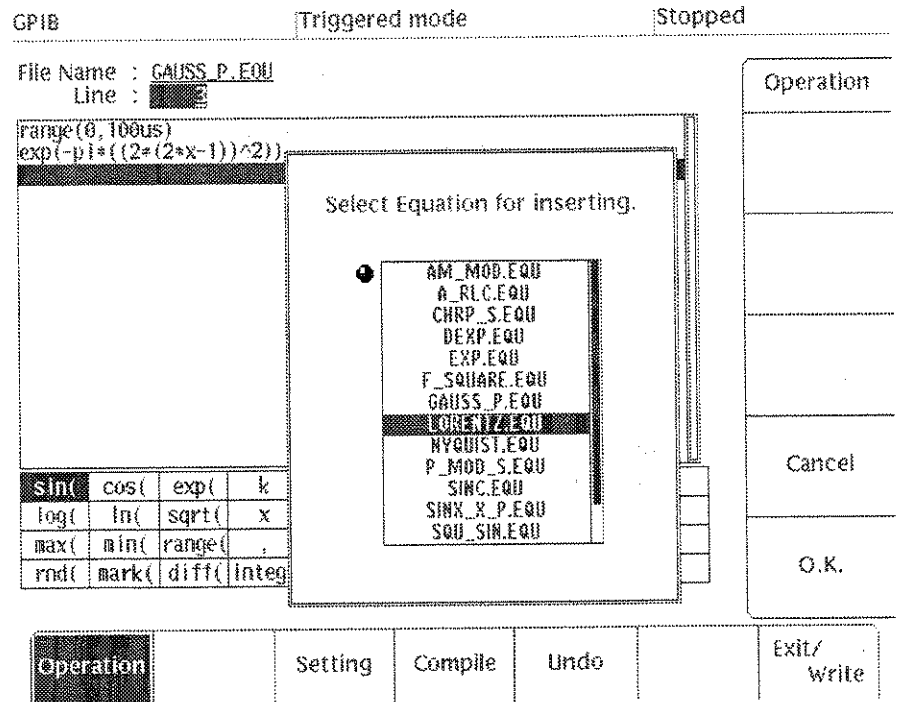 GPIB Triggered mode Stopped
File Name : GAUSS_P.EQU
Line : 3
range(0,100us)
exp(-pi*((2*(2*x-1))^2))
Select Equation for inserting.
AM_MOD.EQU
A_RLC.EQU
CHRP_S.EQU
DEXP.EQU
EXP.EQU
F_SQUARE.EQU
GAUSS_P.EQU
LORENTZ.EQU
NYQUIST.EQU
P_MOD_S.EQU
SINC.EQU
SINX_X_P.EQU
SQU_SIN.EQU
sin( cos( exp( k
log( ln( sqrt( x
max( min( range( ,
rnd( mark( diff( integ
Operation
Cancel
O.K.
Operation Setting Compile Undo Exit/
Write